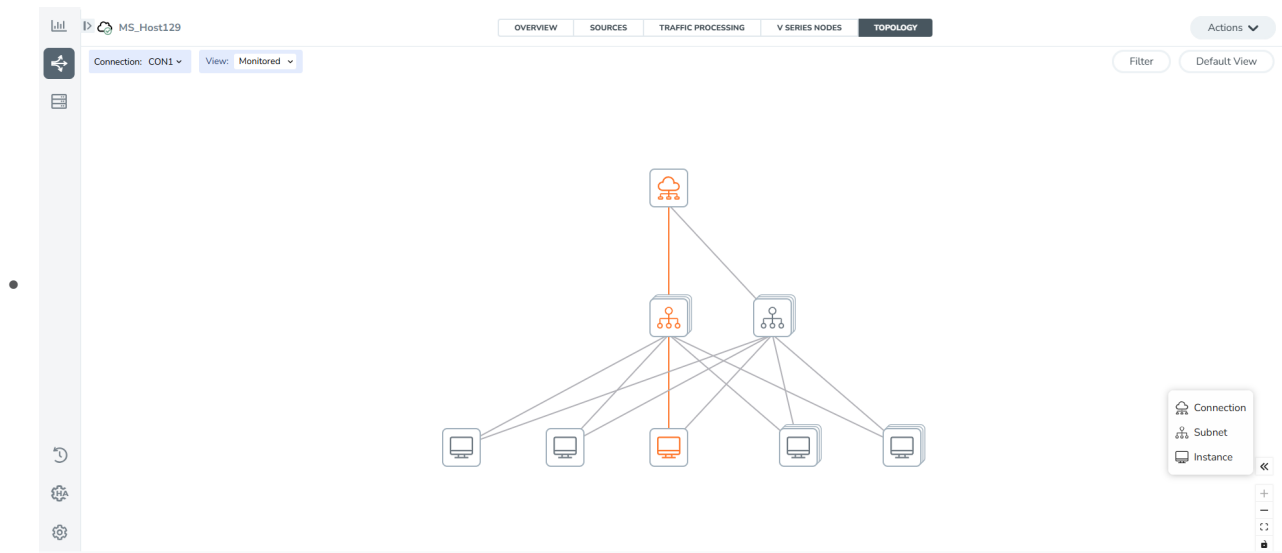 MS_Host129
OVERVIEW SOURCES TRAFFIC PROCESSING V SERIES NODES TOPOLOGY
Actions
Connection: CON1 View: Monitored
Filter Default View
Connection
Subnet
Instance
HA